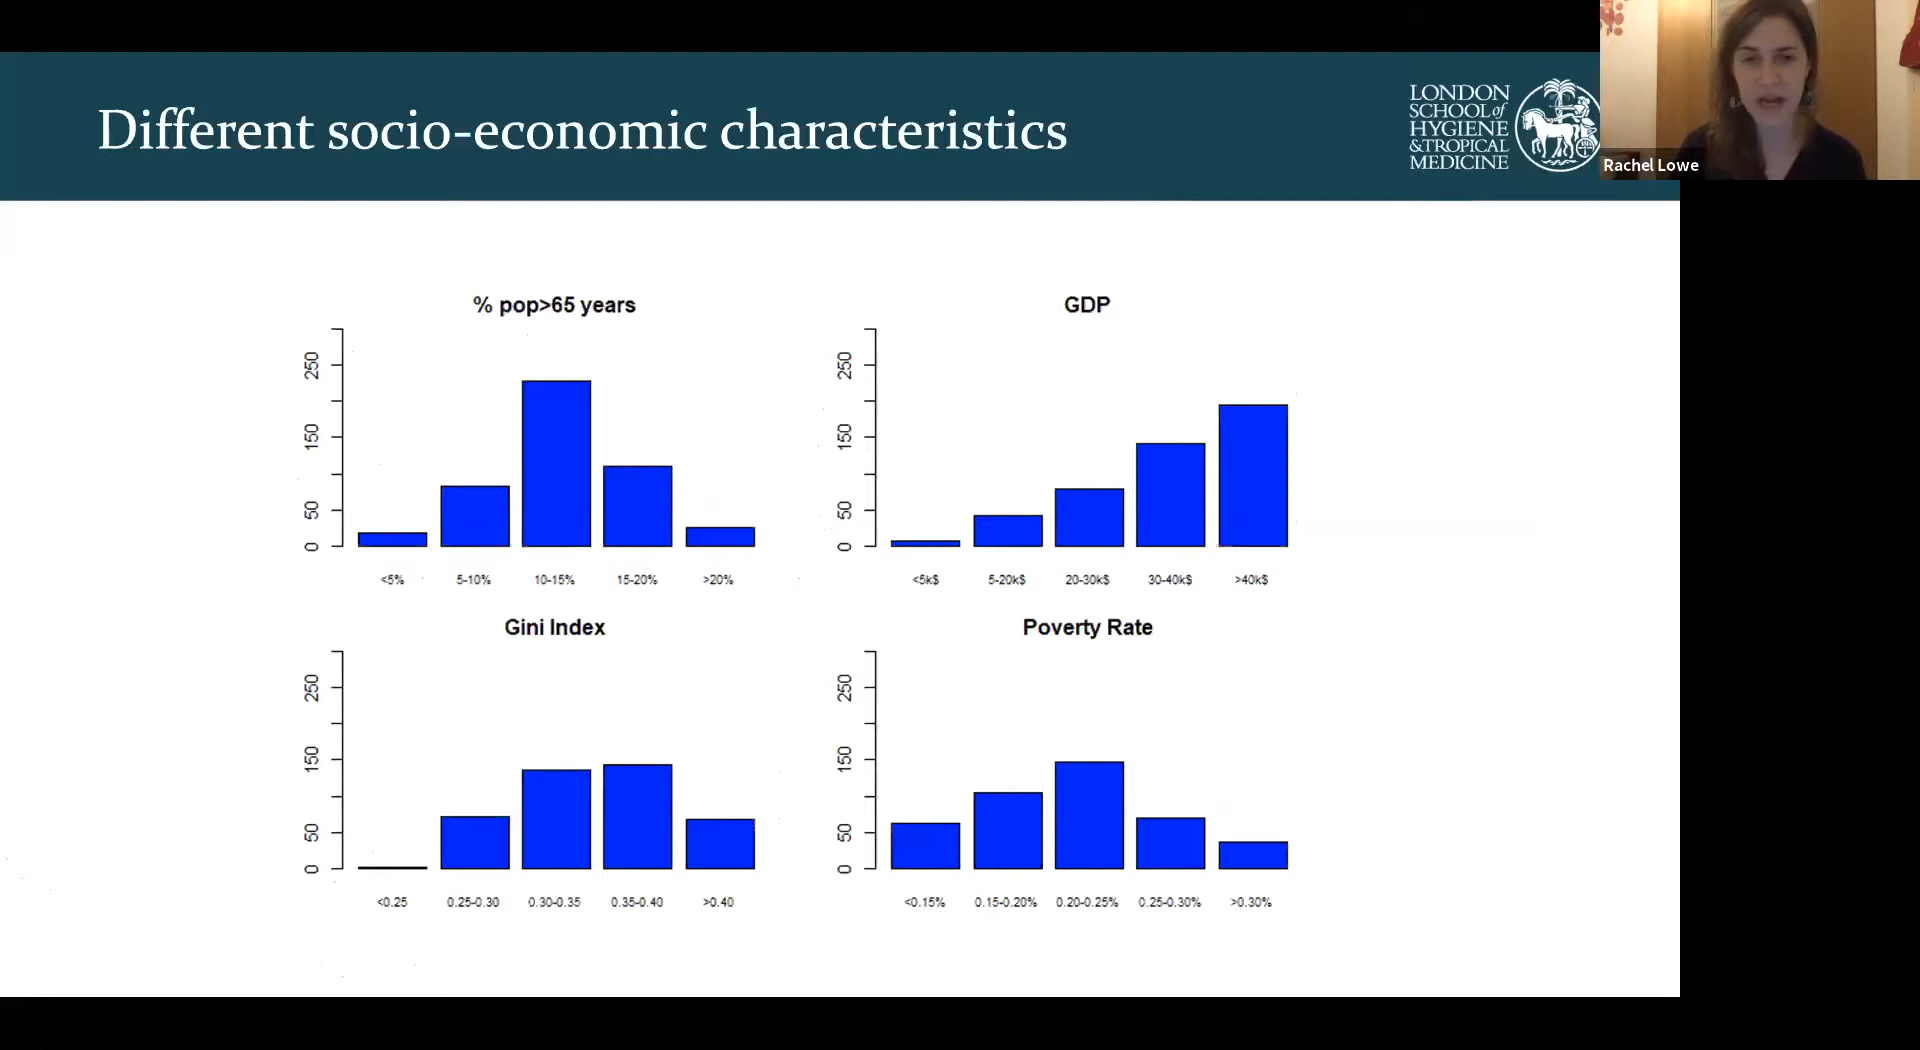 Different socio-economic characteristics
LONDON
SCHOOL of
HYGIENE
&TROPICAL
MEDICINE
Rachel Lowe
% pop>65 years
250
150
50
0
<5%
5-10%
10-15%
15-20%
>20%
GDP
250
150
50
0
<5k$
5-20k$
20-30k$
30-40k$
>40k$
Gini Index
250
150
50
0
<0.25
0.25-0.30
0.30-0.35
0.35-0.40
>0.40
Poverty Rate
250
150
50
0
<0.15%
0.15-0.20%
0.20-0.25%
0.25-0.30%
>0.30%